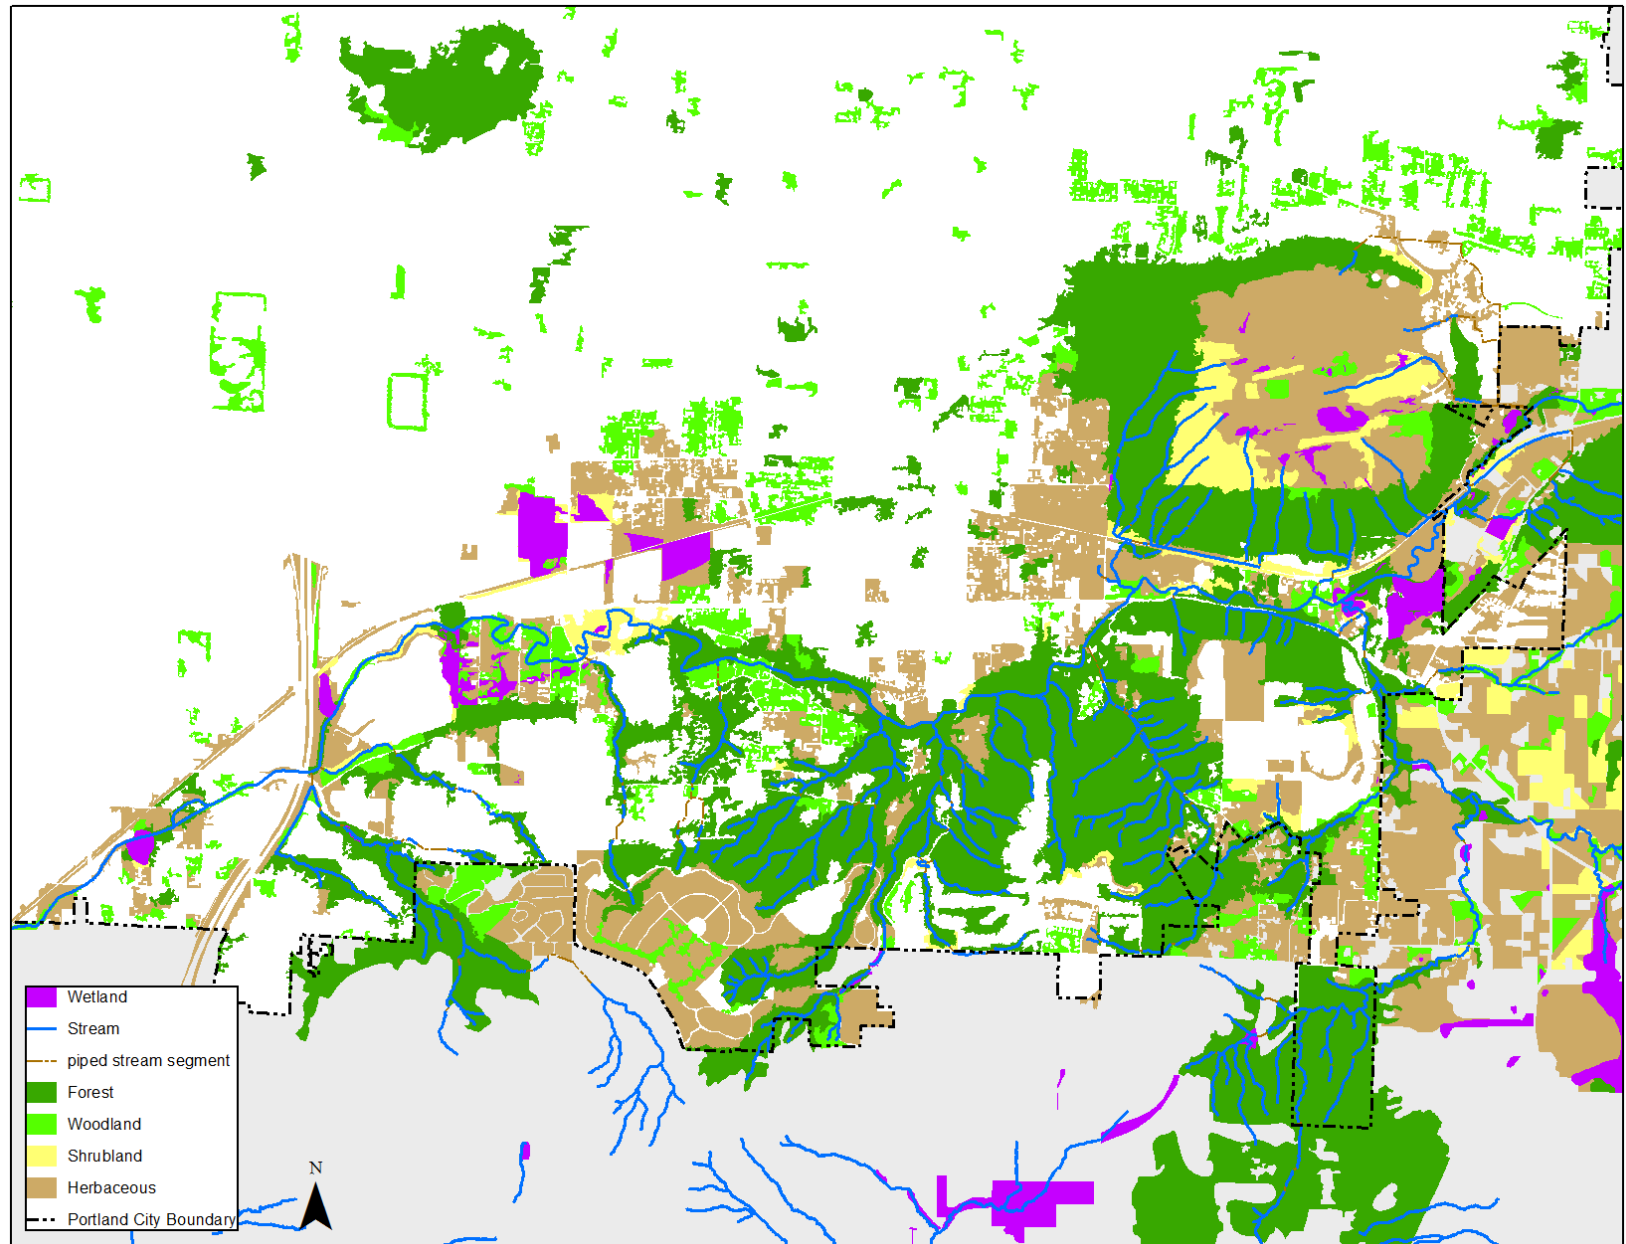 Wetland
Stream
piped stream segment
Forest
Woodland
Shrubland
Herbaceous
Portland City Boundary
N